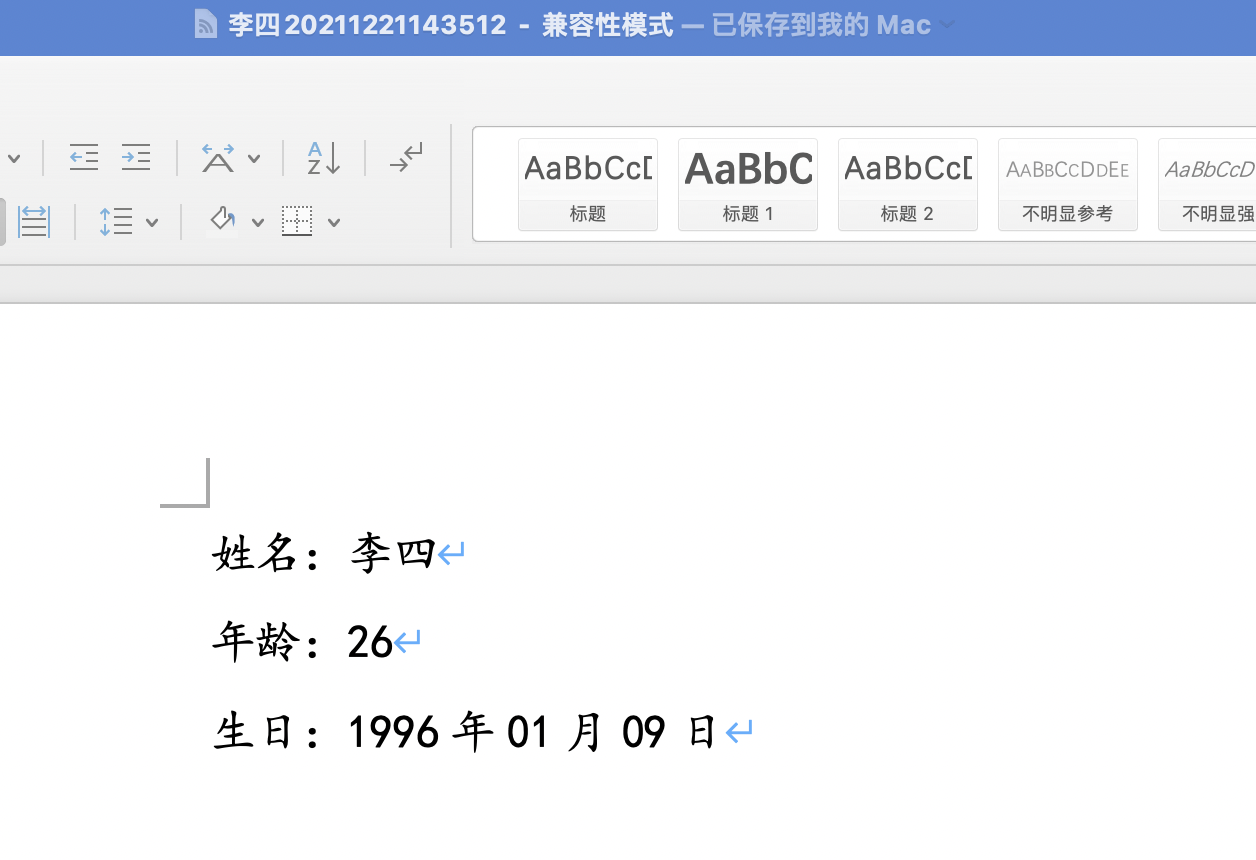 李四20211221143512 - 兼容性模式 — 已保存到我的 Mac
AaBbCcD AaBbC AaBbCcD AaBbCcDdEe AaBbCcD
标题 标题 1 标题 2 不明显参考 不明显强
姓名：李四
年龄：26
生日：1996 年 01 月 09 日